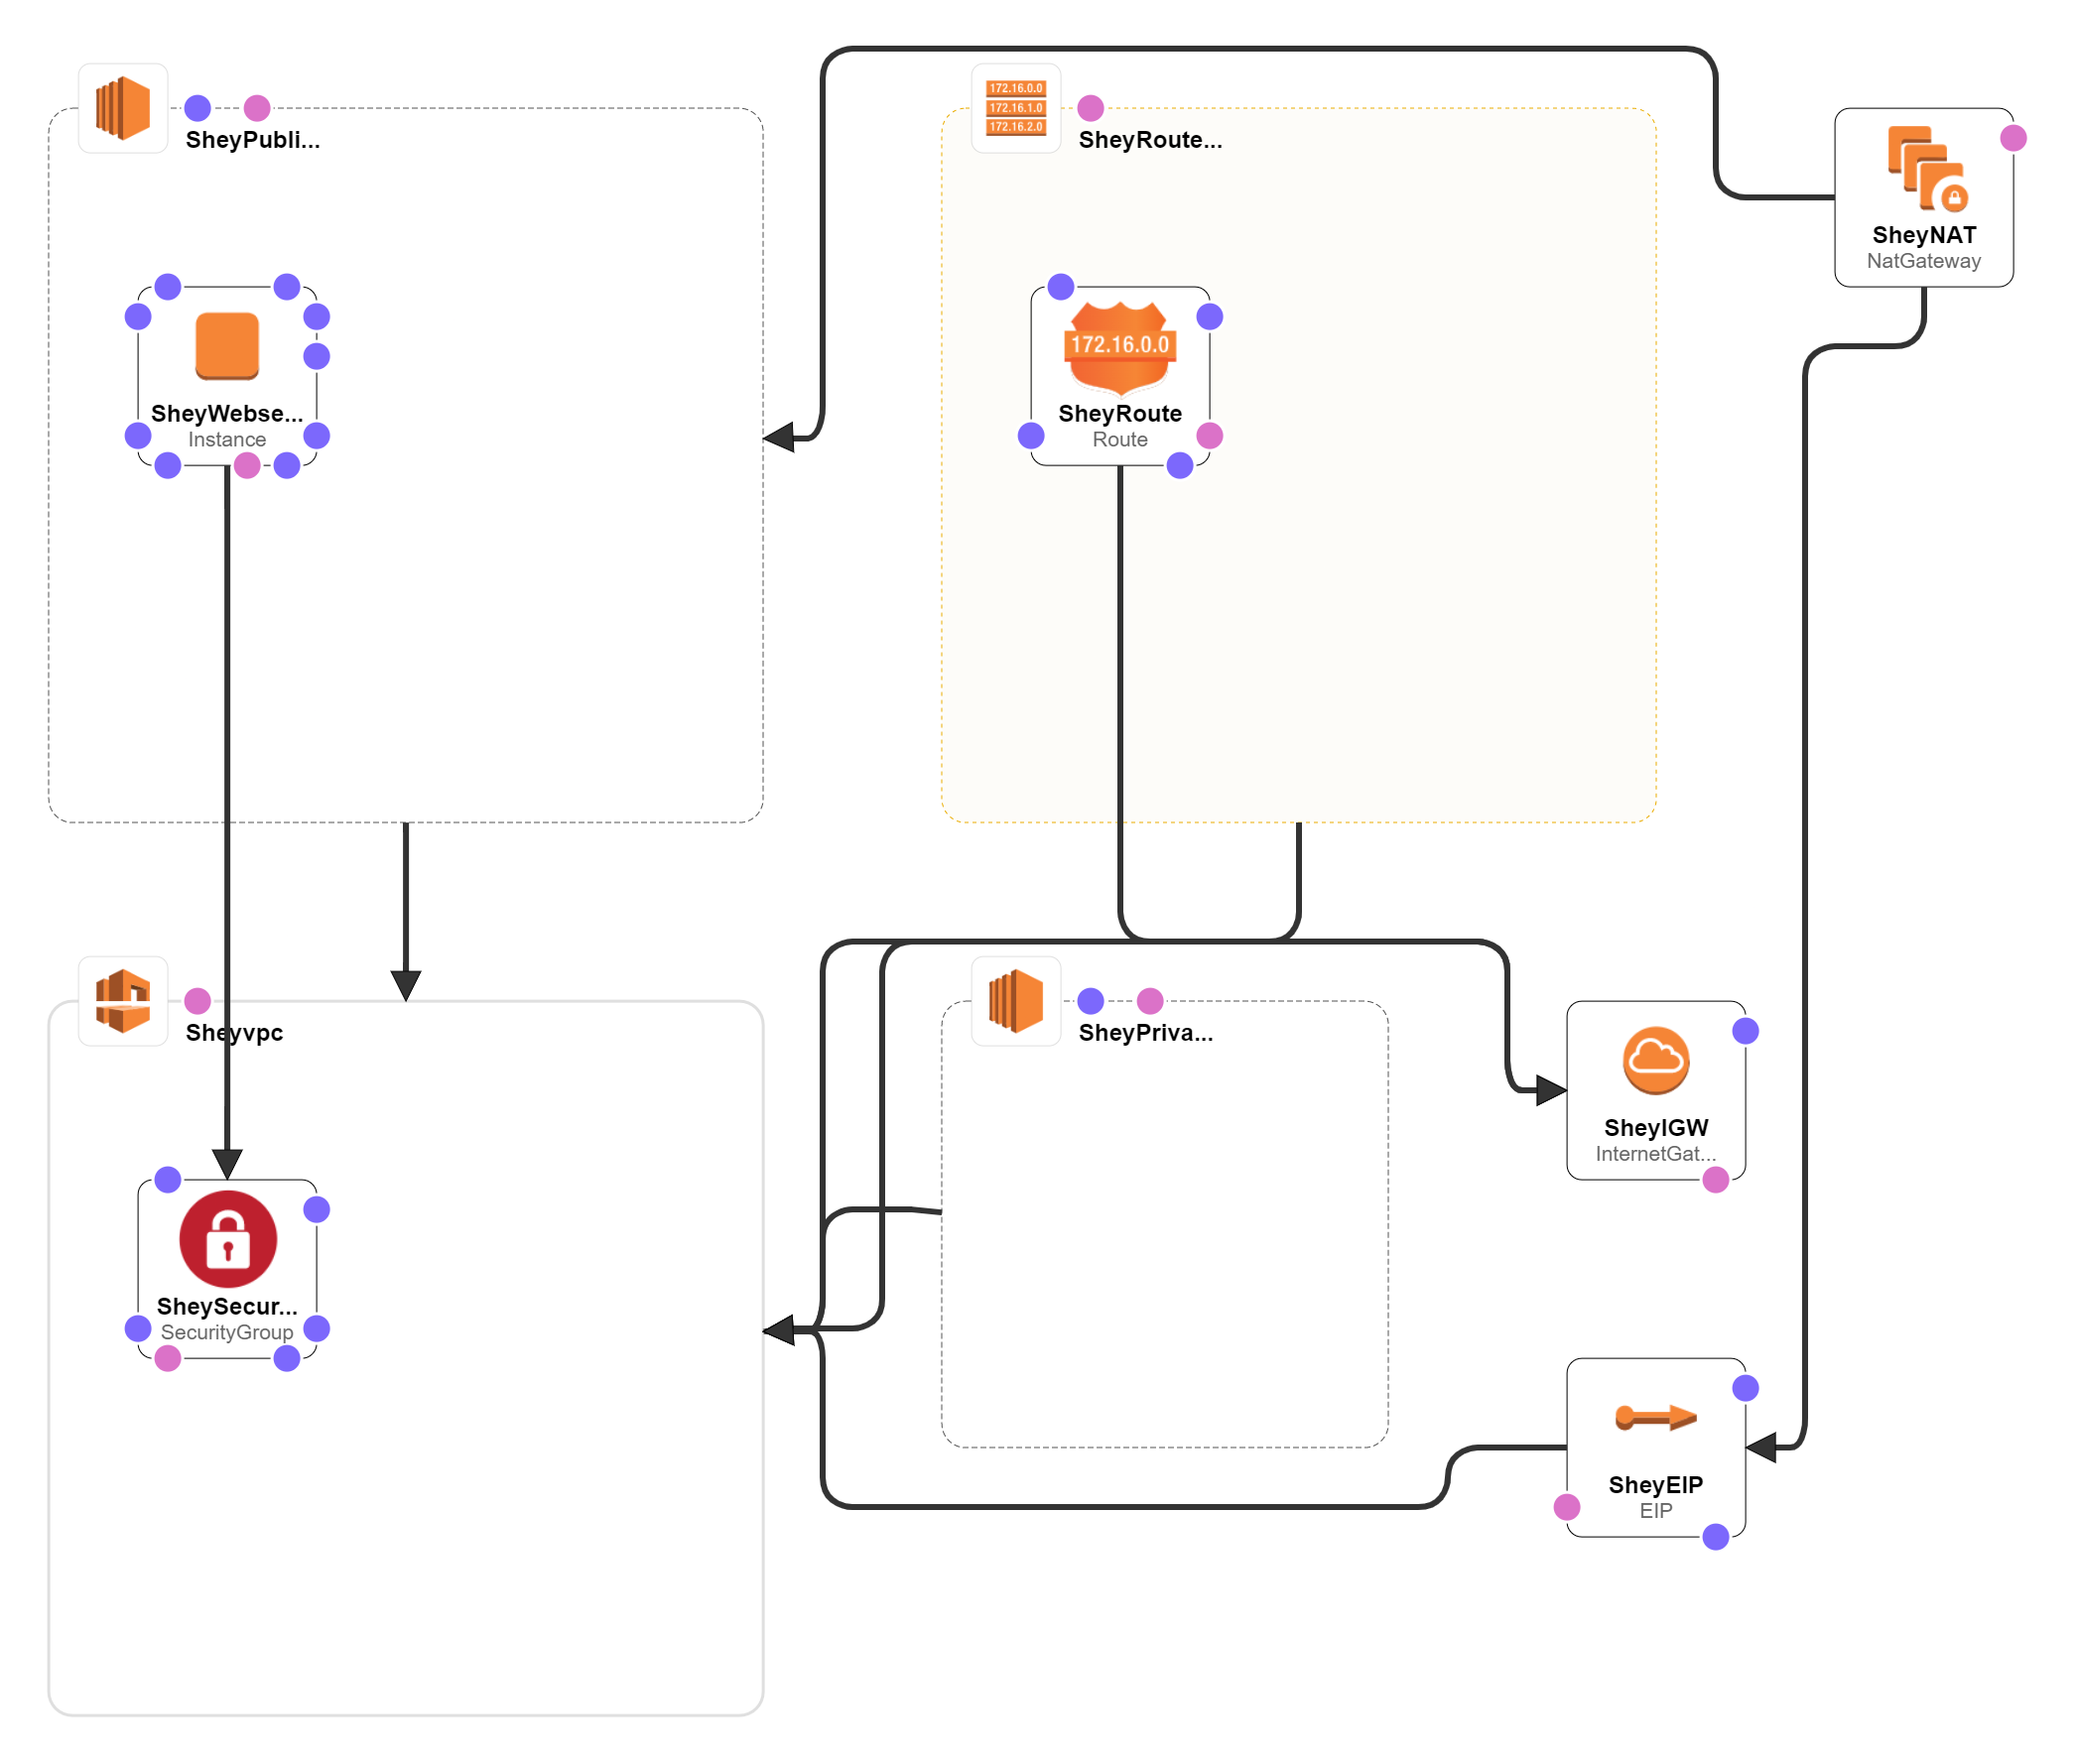 SheyPubli...
172.16.0.0
172.16.1.0
172.16.2.0
SheyRoute...
SheyNAT
NatGateway
SheyWebse...
Instance
172.16.0.0
SheyRoute
Route
Sheyvpc
SheyPriva...
SheyIGW
InternetGat...
SheySecur...
SecurityGroup
SheyEIP
EIP